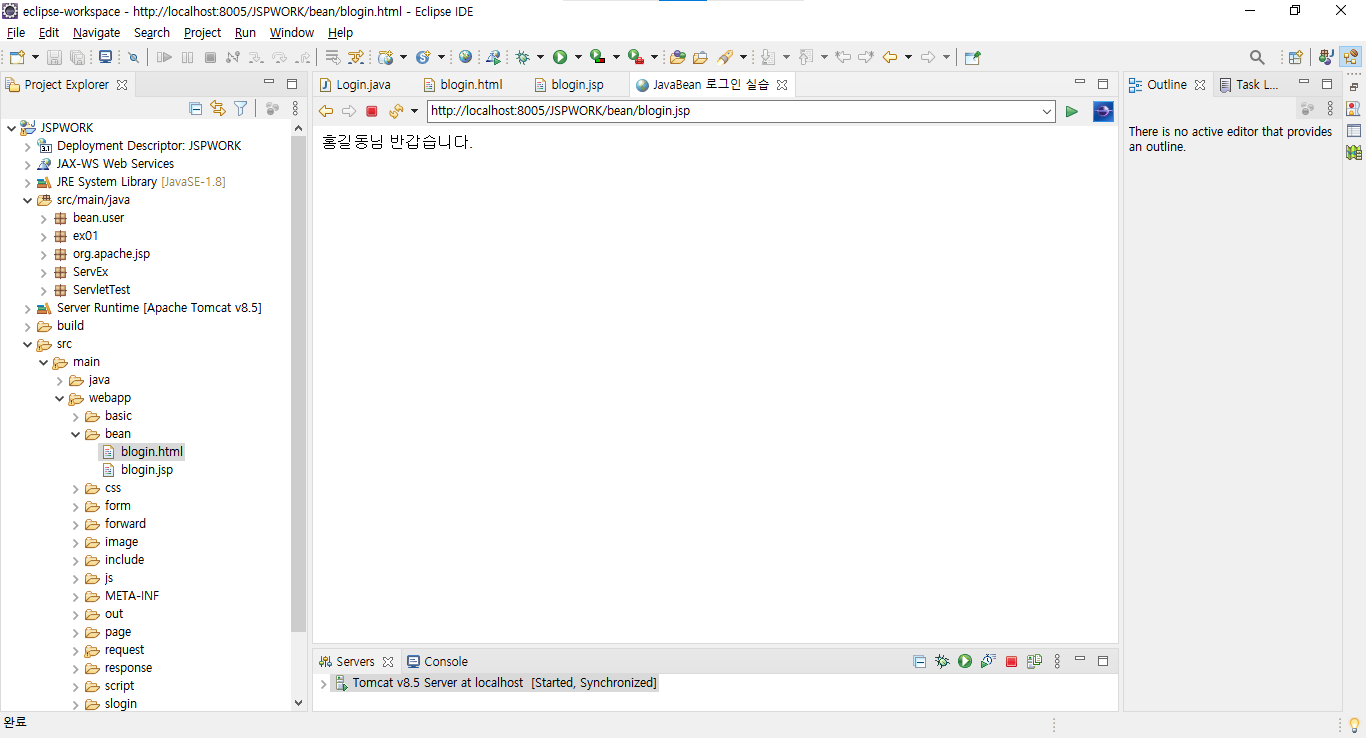 eclipse-workspace - http://localhost:8005/JSPWORK/bean/blogin.html - Eclipse IDE
File Edit Navigate Search Project Run Window Help
Project Explorer
JSPWORK
Deployment Descriptor: JSPWORK
JAX-WS Web Services
JRE System Library [JavaSE-1.8]
src/main/java
bean.user
ex01
org.apache.jsp
ServEx
ServletTest
Server Runtime [Apache Tomcat v8.5]
build
src
main
java
webapp
basic
bean
blogin.html
blogin.jsp
css
form
forward
image
include
js
META-INF
out
page
request
response
script
slogin
Login.java blogin.html blogin.jsp JavaBean 로그인 실습
http://localhost:8005/JSPWORK/bean/blogin.jsp
홍길동님 반갑습니다.
Servers Console
Tomcat v8.5 Server at localhost [Started, Synchronized]
Outline Task L...
There is no active editor that provides
an outline.
완료